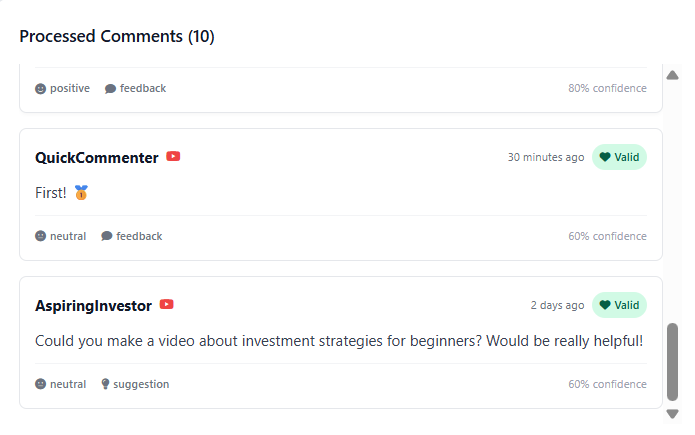 Processed Comments (10)
positive feedback 80% confidence
QuickCommenter 30 minutes ago Valid
First! 🥇
neutral feedback 60% confidence
AspiringInvestor 2 days ago Valid
Could you make a video about investment strategies for beginners? Would be really helpful!
neutral suggestion 60% confidence